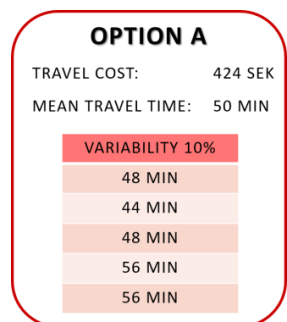 OPTION A
TRAVEL COST: 424 SEK
MEAN TRAVEL TIME: 50 MIN
VARIABILITY 10%
48 MIN
44 MIN
48 MIN
56 MIN
56 MIN